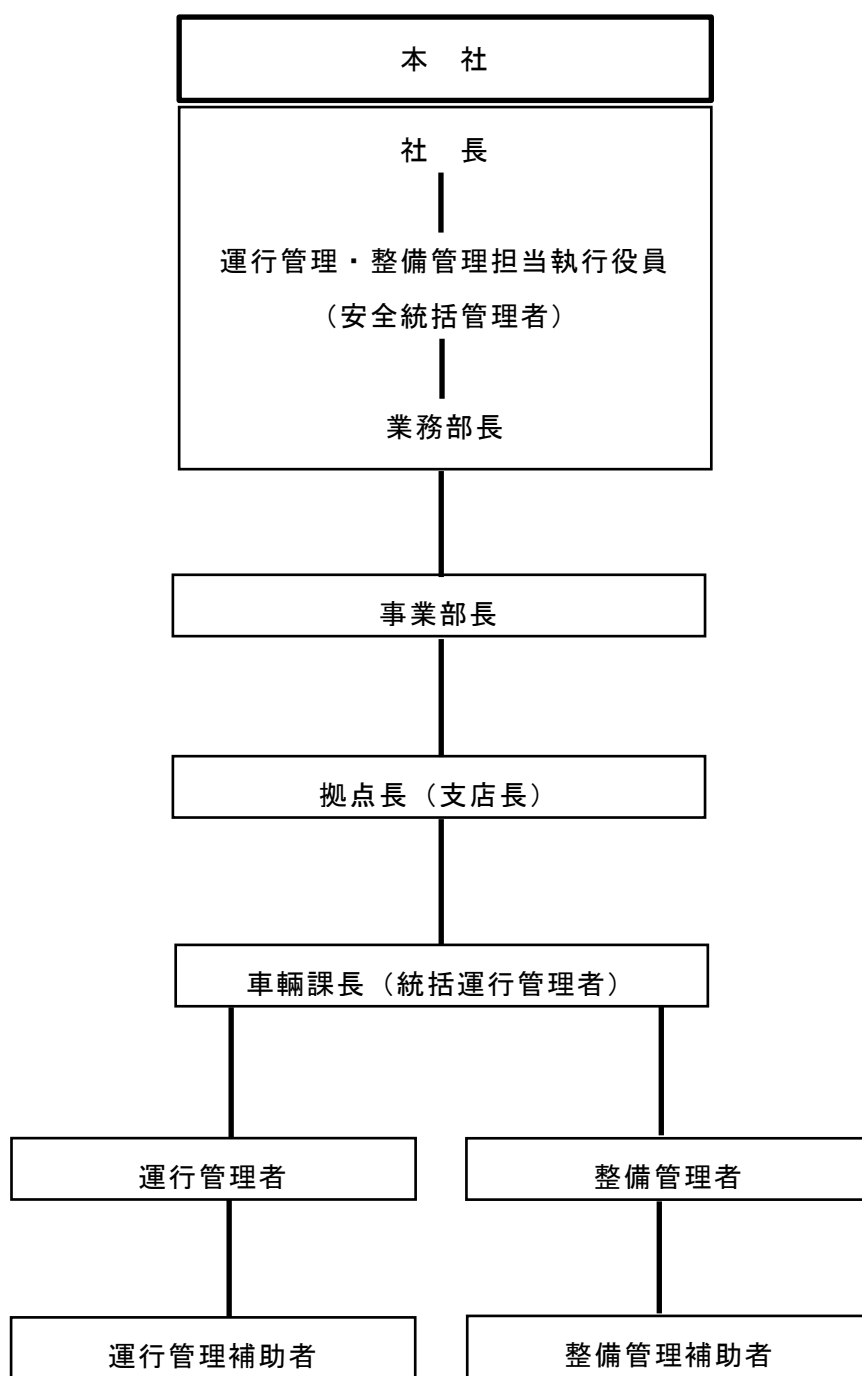 本　社
社　長
運行管理・整備管理担当執行役員
（安全統括管理者）
業務部長
事業部長
拠点長（支店長）
車輛課長（統括運行管理者）
運行管理者
整備管理者
運行管理補助者
整備管理補助者